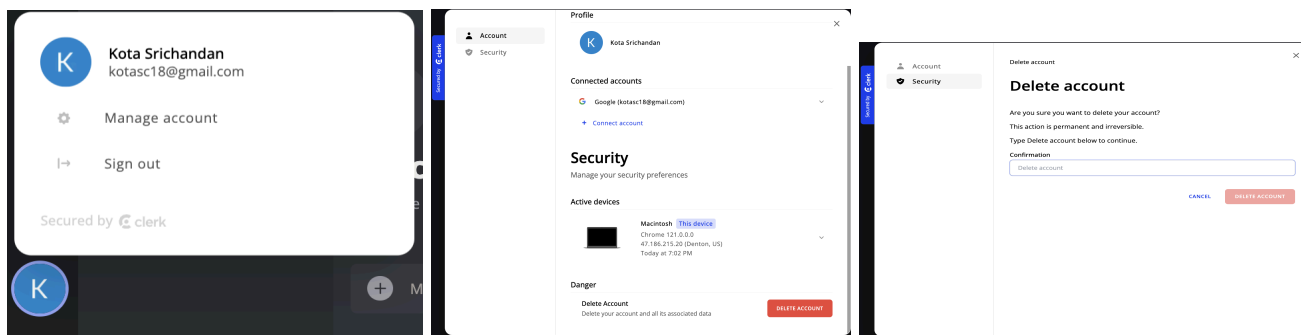 K
Kota Srichandan
kotasc18@gmail.com
Manage account
Sign out
Secured by clerk
K
M
Secured by clerk
Account
Security
Profile
K
Kota Srichandan
Connected accounts
Google (kotasc18@gmail.com)
+ Connect account
Security
Manage your security preferences
Active devices
Macintosh This device
Chrome 121.0.0.0
47.186.215.20 (Denton, US)
Today at 7:02 PM
Danger
Delete Account
Delete your account and all its associated data
DELETE ACCOUNT
Secured by clerk
Account
Security
Delete account
Delete account
Are you sure you want to delete your account?
This action is permanent and irreversible.
Type Delete account below to continue.
Confirmation
Delete account
CANCEL
DELETE ACCOUNT